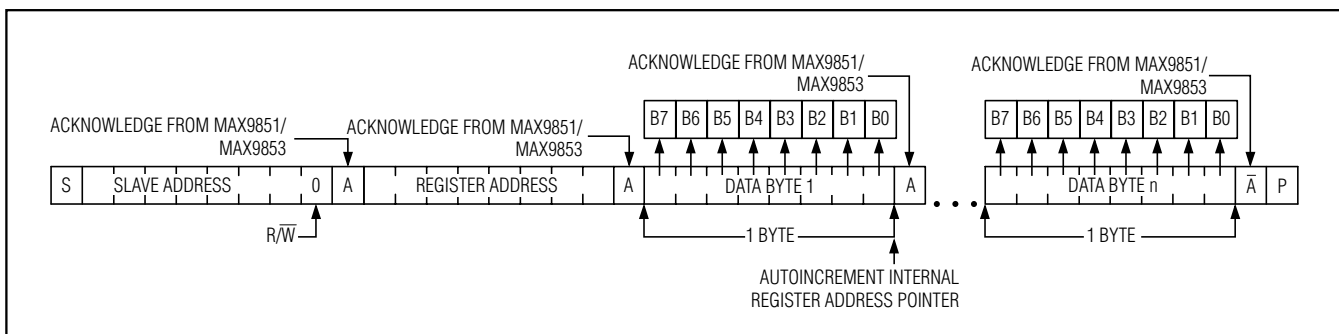 ACKNOWLEDGE FROM MAX9851/
MAX9853
ACKNOWLEDGE FROM MAX9851/
MAX9853
B7 B6 B5 B4 B3 B2 B1 B0
B7 B6 B5 B4 B3 B2 B1 B0
ACKNOWLEDGE FROM MAX9851/
MAX9853
ACKNOWLEDGE FROM MAX9851/
MAX9853
S SLAVE ADDRESS 0 A REGISTER ADDRESS A DATA BYTE 1 A • • • DATA BYTE n A̅ P
R/W̅
1 BYTE
1 BYTE
AUTOINCREMENT INTERNAL
REGISTER ADDRESS POINTER